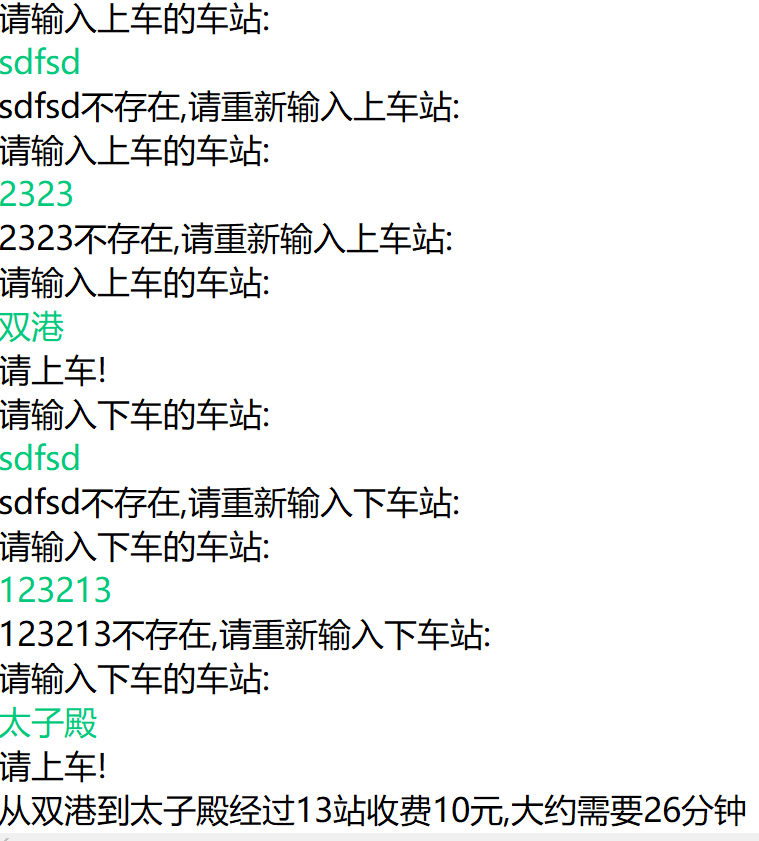 请输入上车的车站:
sdfsd
sdfsd不存在,请重新输入上车站:
请输入上车的车站:
2323
2323不存在,请重新输入上车站:
请输入上车的车站:
双港
请上车!
请输入下车的车站:
sdfsd
sdfsd不存在,请重新输入下车站:
请输入下车的车站:
123213
123213不存在,请重新输入下车站:
请输入下车的车站:
太子殿
请上车!
从双港到太子殿经过13站收费10元,大约需要26分钟